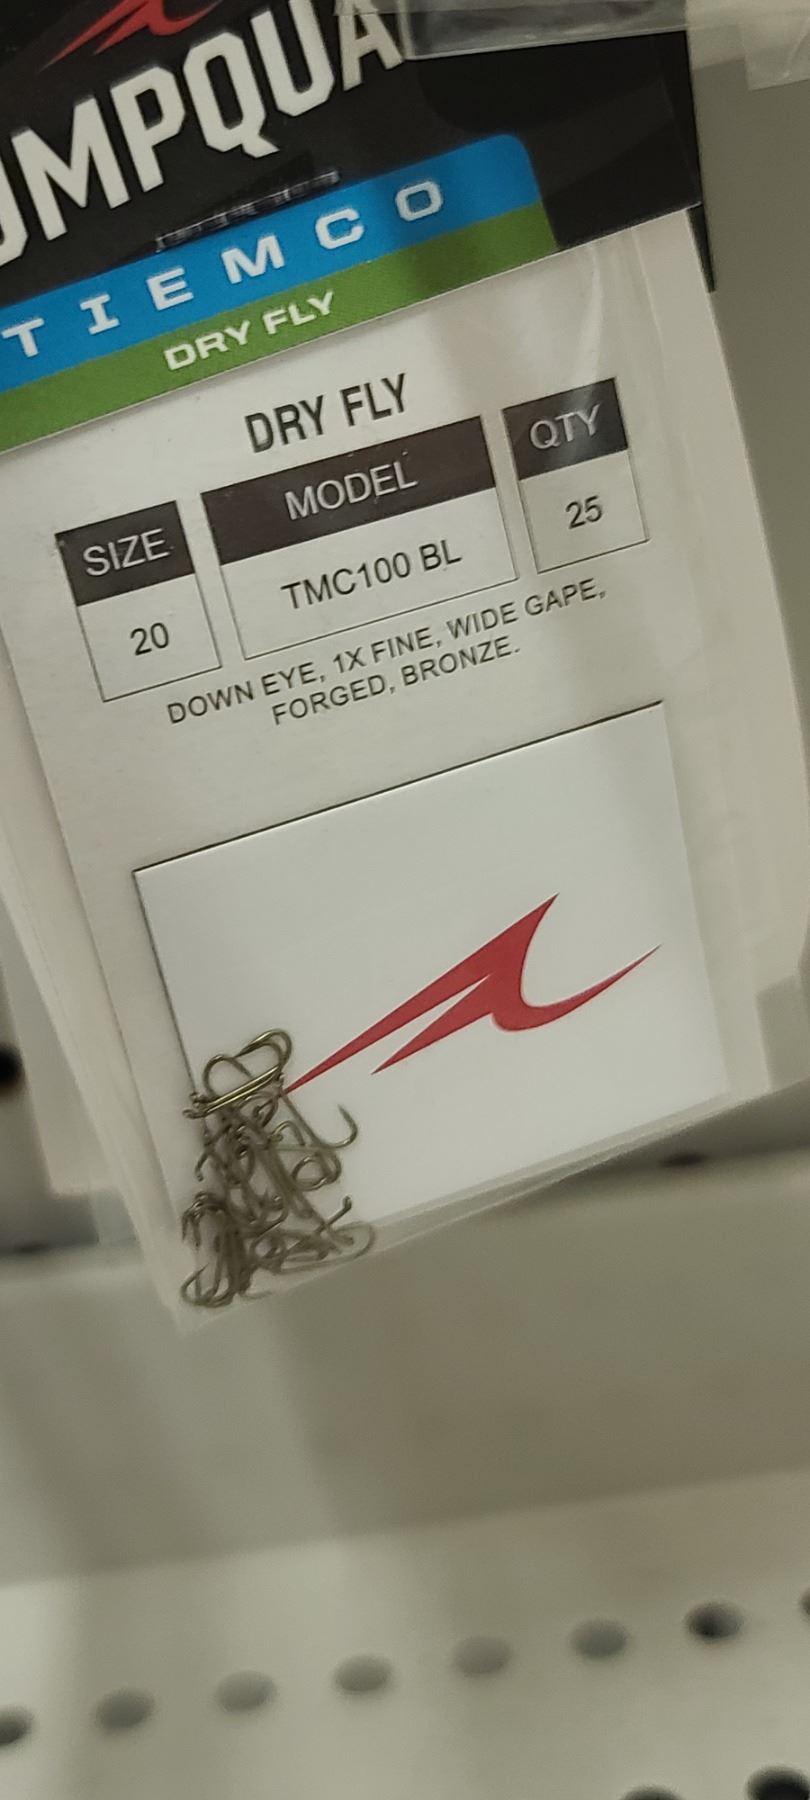 UMPQUA
TIEMCO
DRY FLY
DRY FLY
SIZE MODEL QTY
20 TMC100 BL 25
DOWN EYE, 1X FINE, WIDE GAPE,
FORGED, BRONZE.